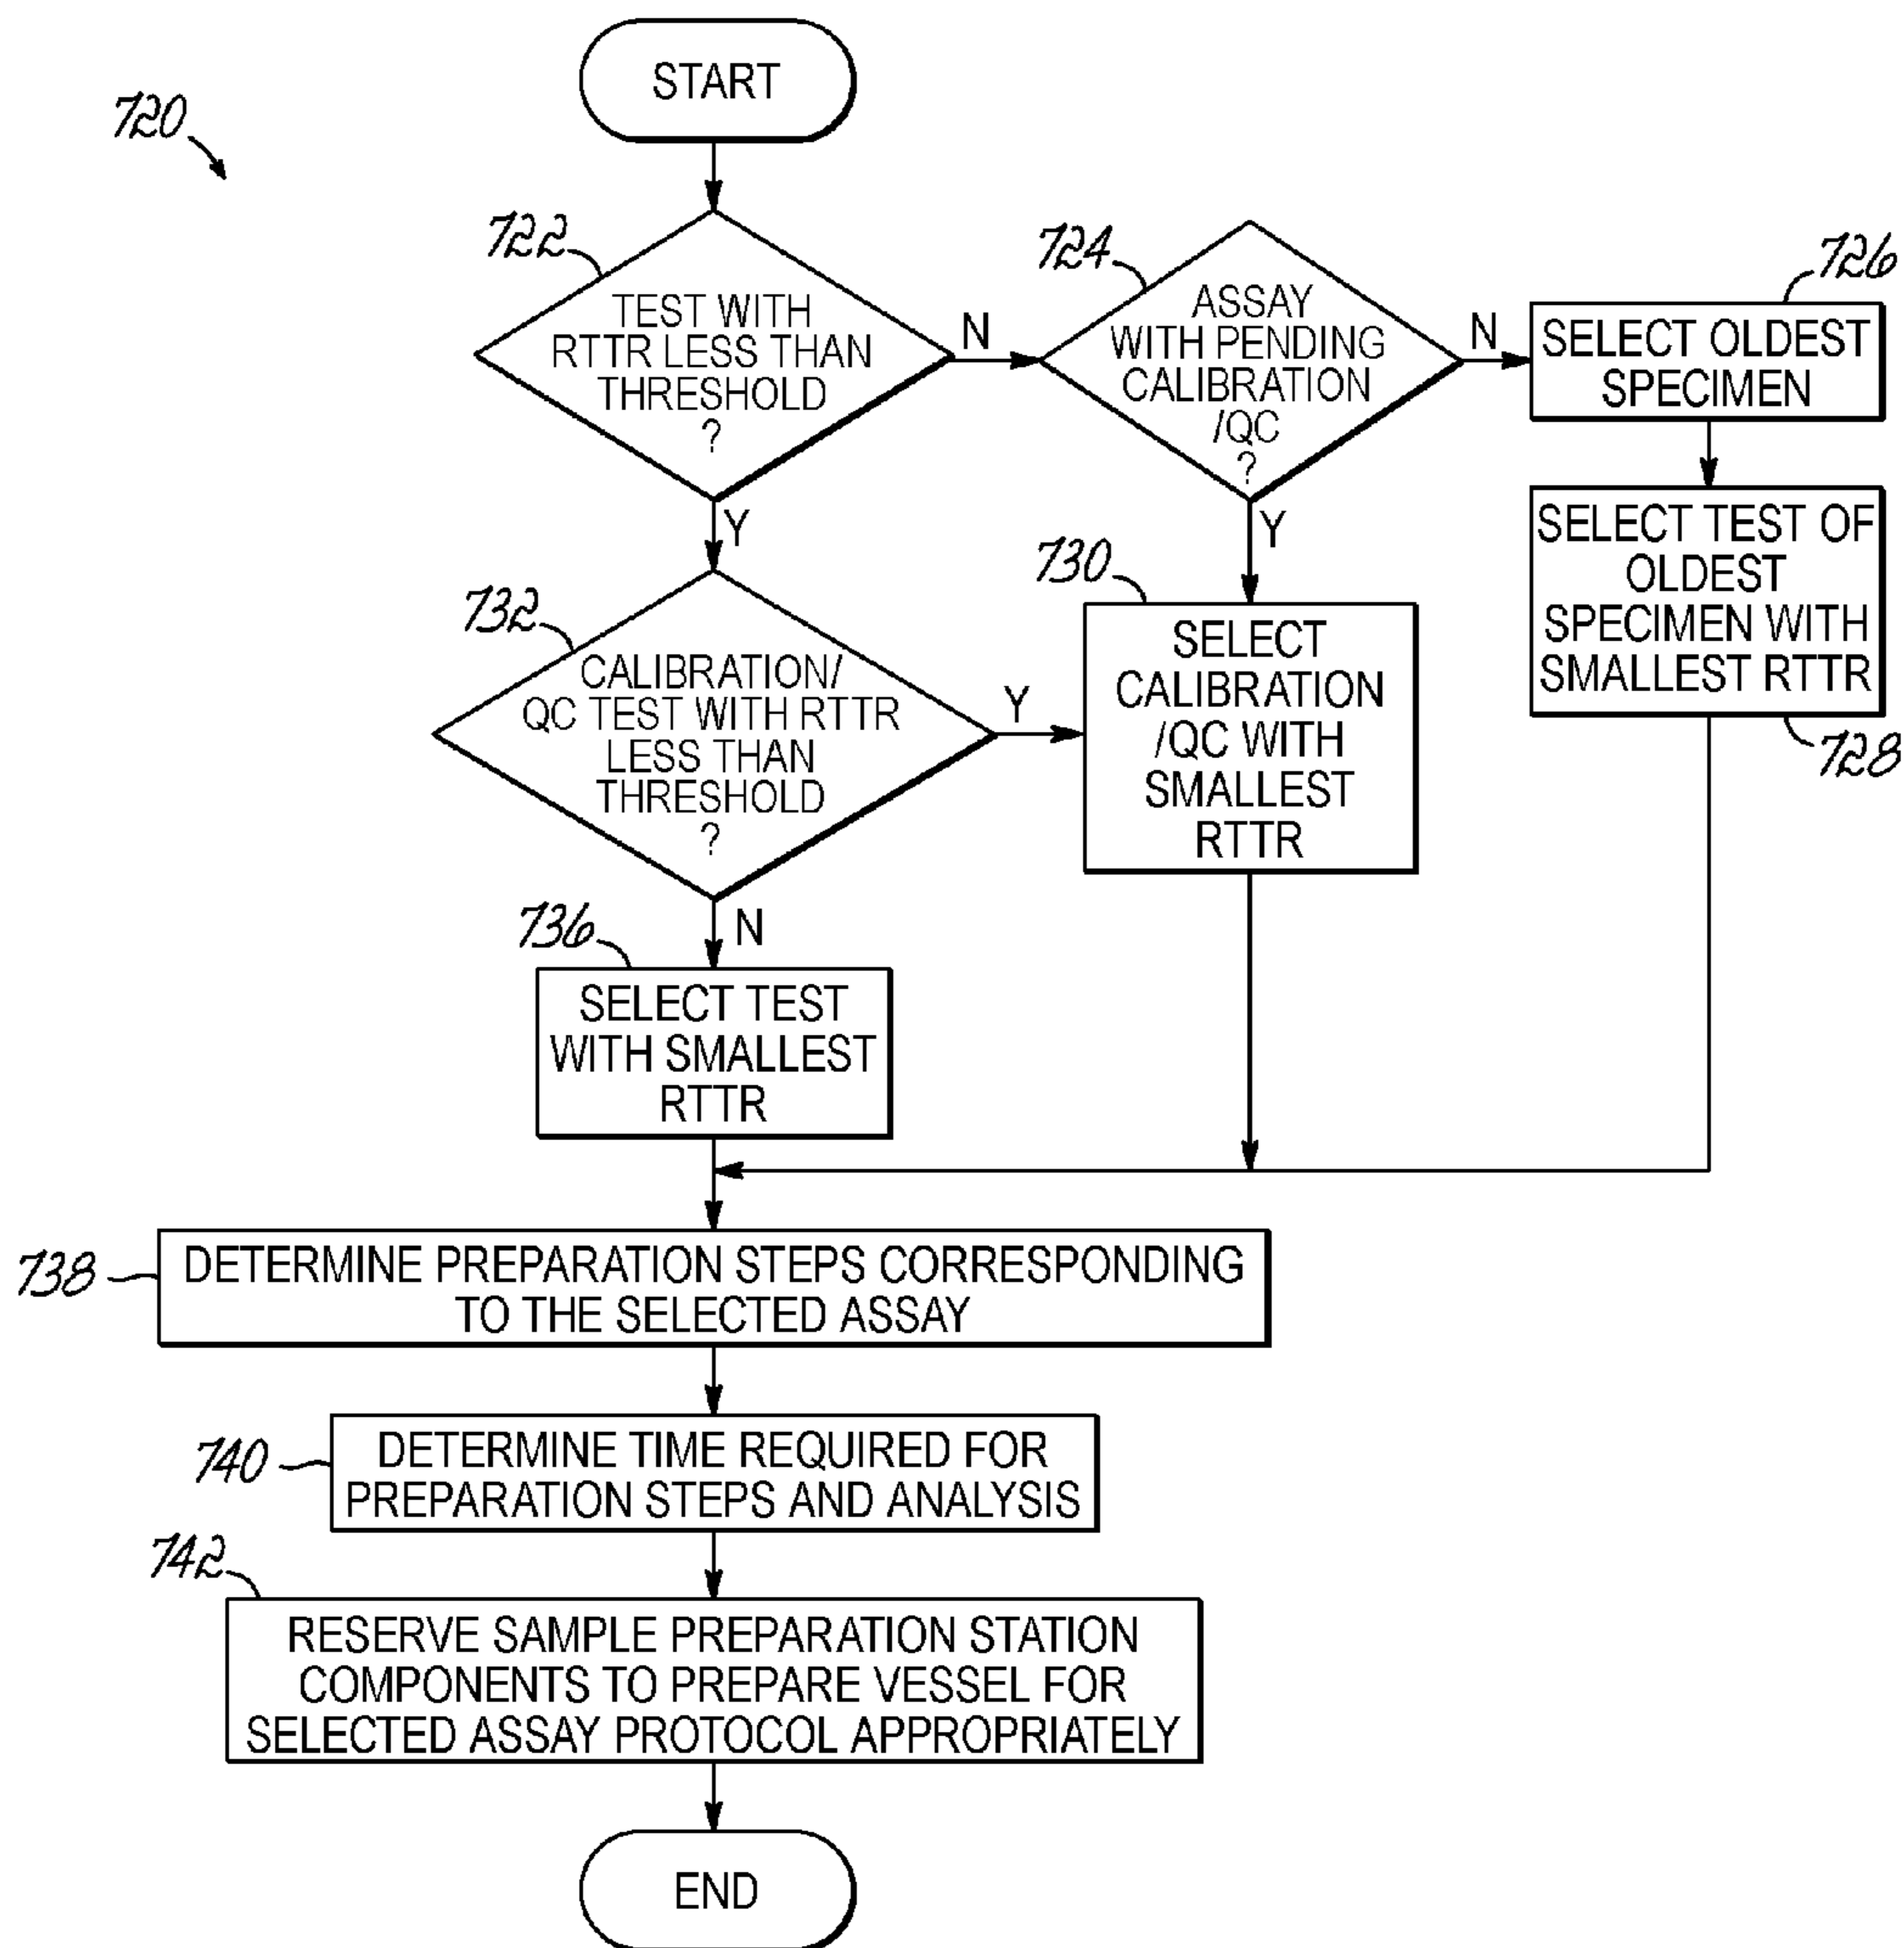 START
720
722
TEST WITH
RTTR LESS THAN
THRESHOLD
?
N
Y
724
ASSAY
WITH PENDING
CALIBRATION
/QC
?
N
Y
726
SELECT OLDEST
SPECIMEN
SELECT TEST OF
OLDEST
SPECIMEN WITH
SMALLEST RTTR
728
730
SELECT
CALIBRATION
/QC WITH
SMALLEST
RTTR
732
CALIBRATION/
QC TEST WITH RTTR
LESS THAN
THRESHOLD
?
Y
N
736
SELECT TEST
WITH SMALLEST
RTTR
738
DETERMINE PREPARATION STEPS CORRESPONDING
TO THE SELECTED ASSAY
740
DETERMINE TIME REQUIRED FOR
PREPARATION STEPS AND ANALYSIS
742
RESERVE SAMPLE PREPARATION STATION
COMPONENTS TO PREPARE VESSEL FOR
SELECTED ASSAY PROTOCOL APPROPRIATELY
END